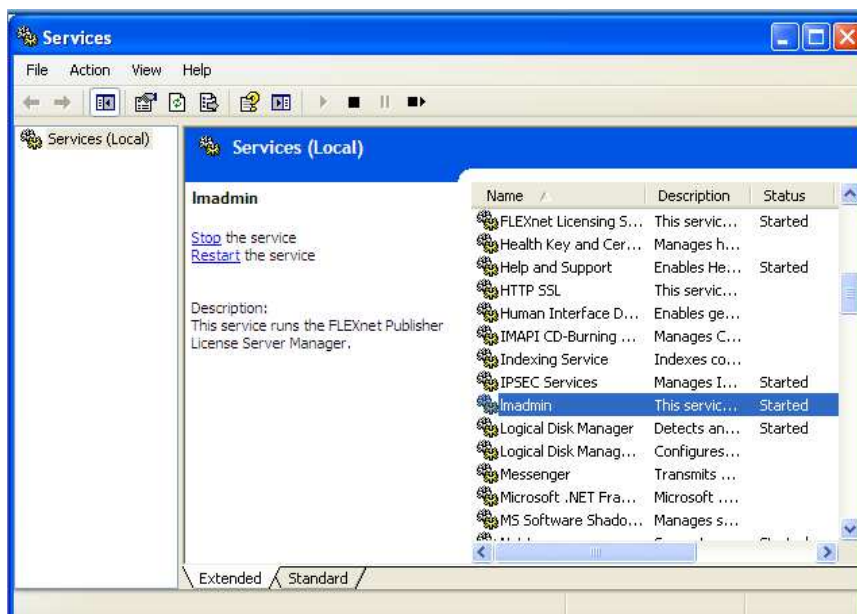 Services
File Action View Help
Services (Local)
Services (Local)
lmadmin
Stop the service
Restart the service
Description:
This service runs the FLEXnet Publisher
License Server Manager.
Name Description Status
FLEXnet Licensing S... This servic... Started
Health Key and Cer... Manages h...
Help and Support Enables He... Started
HTTP SSL This servic...
Human Interface D... Enables ge...
IMAPI CD-Burning ... Manages C...
Indexing Service Indexes co...
IPSEC Services Manages I... Started
lmadmin This servic... Started
Logical Disk Manager Detects an... Started
Logical Disk Manag... Configures...
Messenger Transmits ...
Microsoft .NET Fra... Microsoft ....
MS Software Shado... Manages s...
Extended Standard